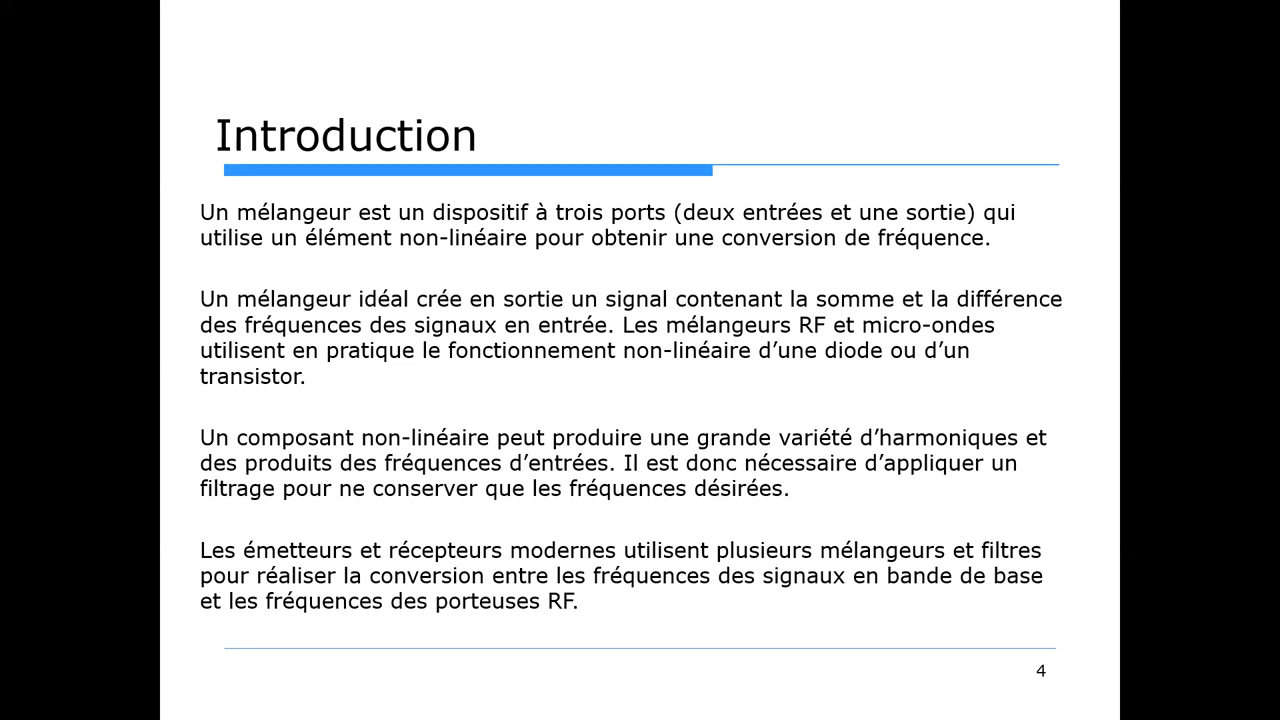 Introduction
Un mélangeur est un dispositif à trois ports (deux entrées et une sortie) qui
utilise un élément non-linéaire pour obtenir une conversion de fréquence.
Un mélangeur idéal crée en sortie un signal contenant la somme et la différence
des fréquences des signaux en entrée. Les mélangeurs RF et micro-ondes
utilisent en pratique le fonctionnement non-linéaire d’une diode ou d’un
transistor.
Un composant non-linéaire peut produire une grande variété d’harmoniques et
des produits des fréquences d’entrées. Il est donc nécessaire d’appliquer un
filtrage pour ne conserver que les fréquences désirées.
Les émetteurs et récepteurs modernes utilisent plusieurs mélangeurs et filtres
pour réaliser la conversion entre les fréquences des signaux en bande de base
et les fréquences des porteuses RF.
4